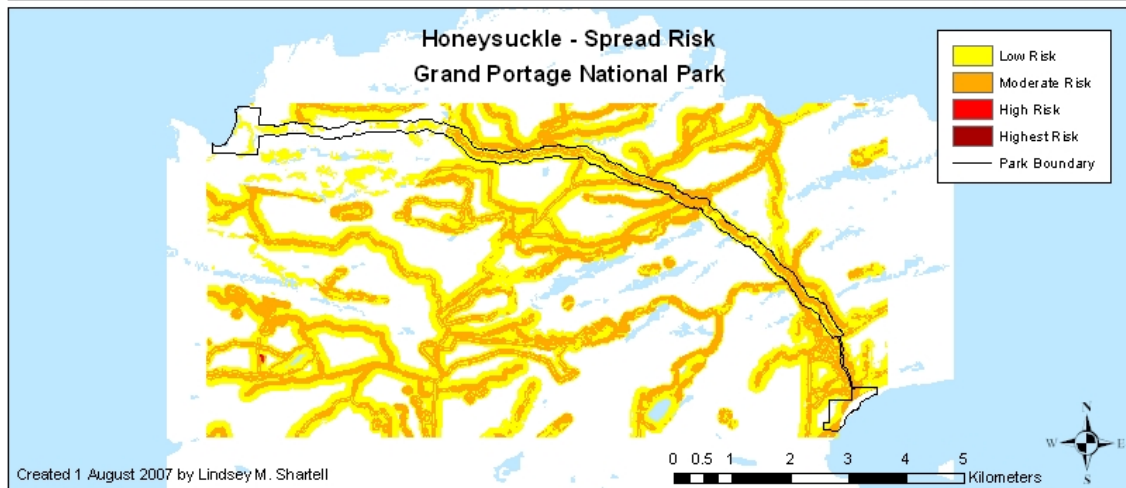 Honeysuckle - Spread Risk
Grand Portage National Park
Low Risk
Moderate Risk
High Risk
Highest Risk
Park Boundary
N
W E
S
0 0.5 1 2 3 4 5
Kilometers
Created 1 August 2007 by Lindsey M. Shartell